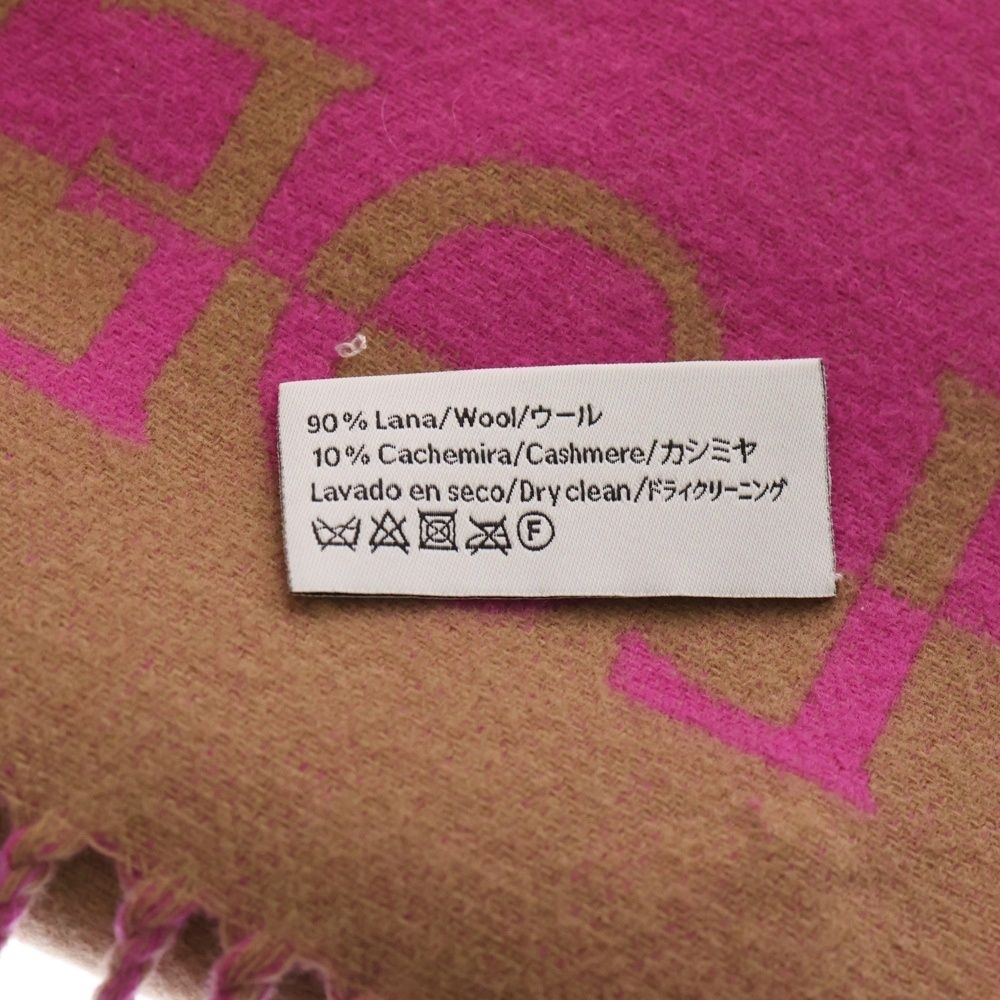 90% Lana/Wool/ウール
10% Cachemira/Cashmere/カシミヤ
Lavado en seco/Dry clean/ドライクリーニング
F